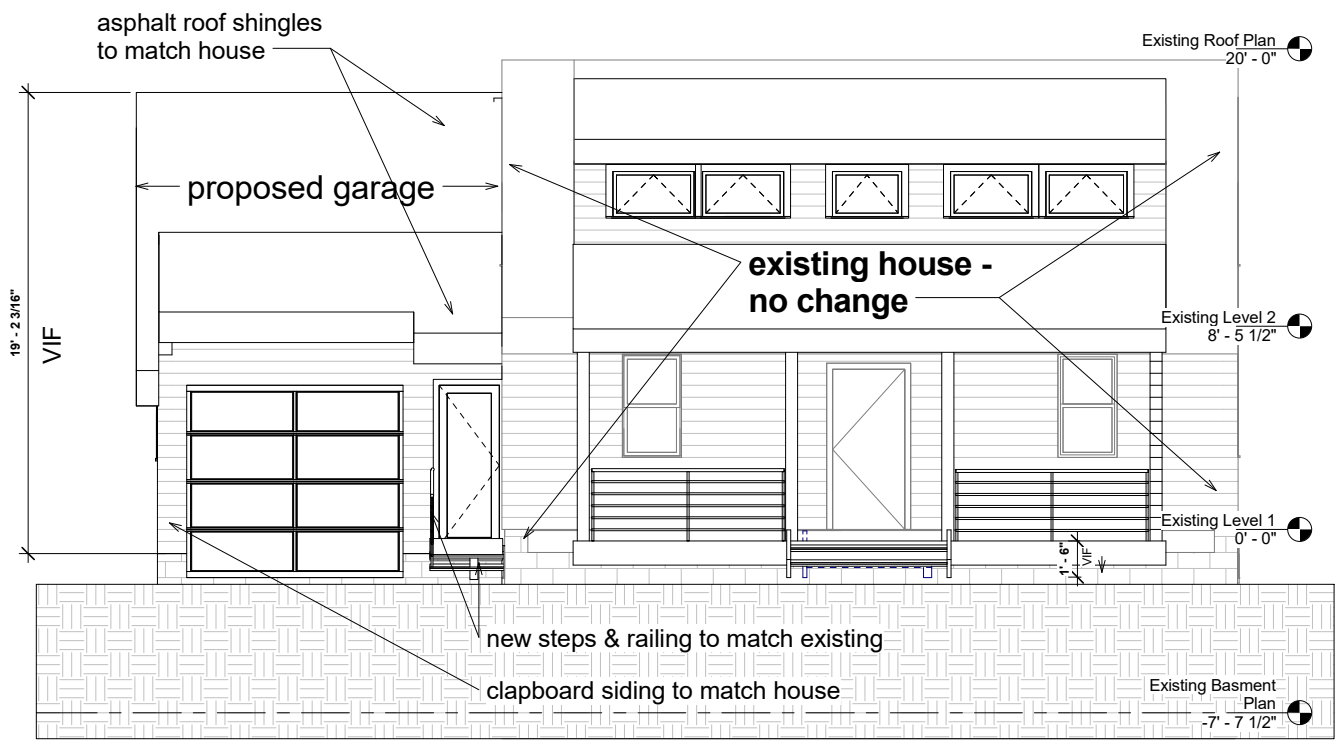 asphalt roof shingles
to match house
Existing Roof Plan
20' - 0"
proposed garage
existing house -
no change
19' - 2 3/16"
VIF
Existing Level 2
8' - 5 1/2"
Existing Level 1
0' - 0"
1' - 6"
VIF
new steps & railing to match existing
clapboard siding to match house
Existing Basment
Plan
-7' - 7 1/2"